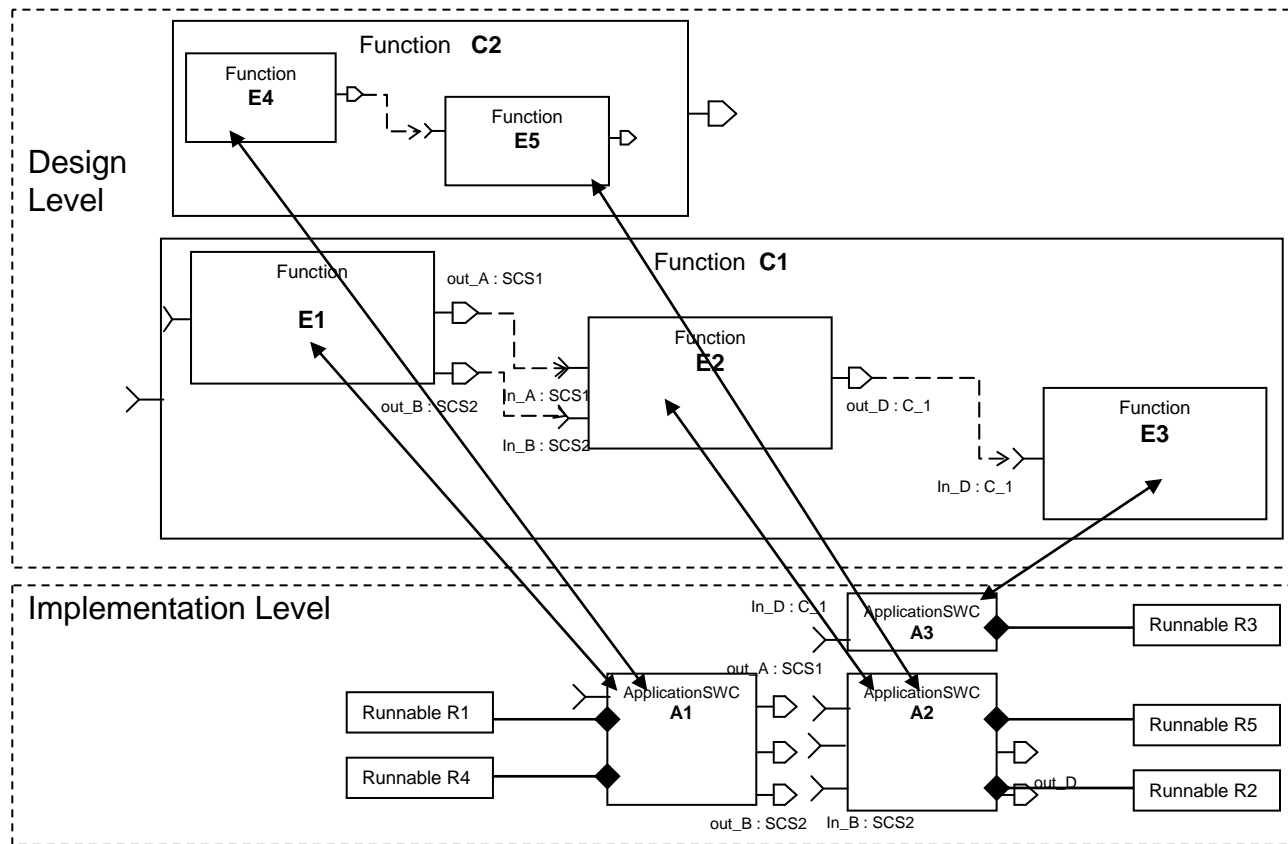 Function C2
Function
E4
Function
E5
Design
Level
Function C1
Function
E1
out_A : SCS1
out_B : SCS2
In_A : SCS1
In_B : SCS2
Function
E2
out_D : C_1
Function
E3
In_D : C_1
Implementation Level
In_D : C_1
ApplicationSWC
A3
Runnable R3
out_A : SCS1
ApplicationSWC
A1
ApplicationSWC
A2
Runnable R1
Runnable R5
Runnable R4
out_D
Runnable R2
out_B : SCS2
In_B : SCS2